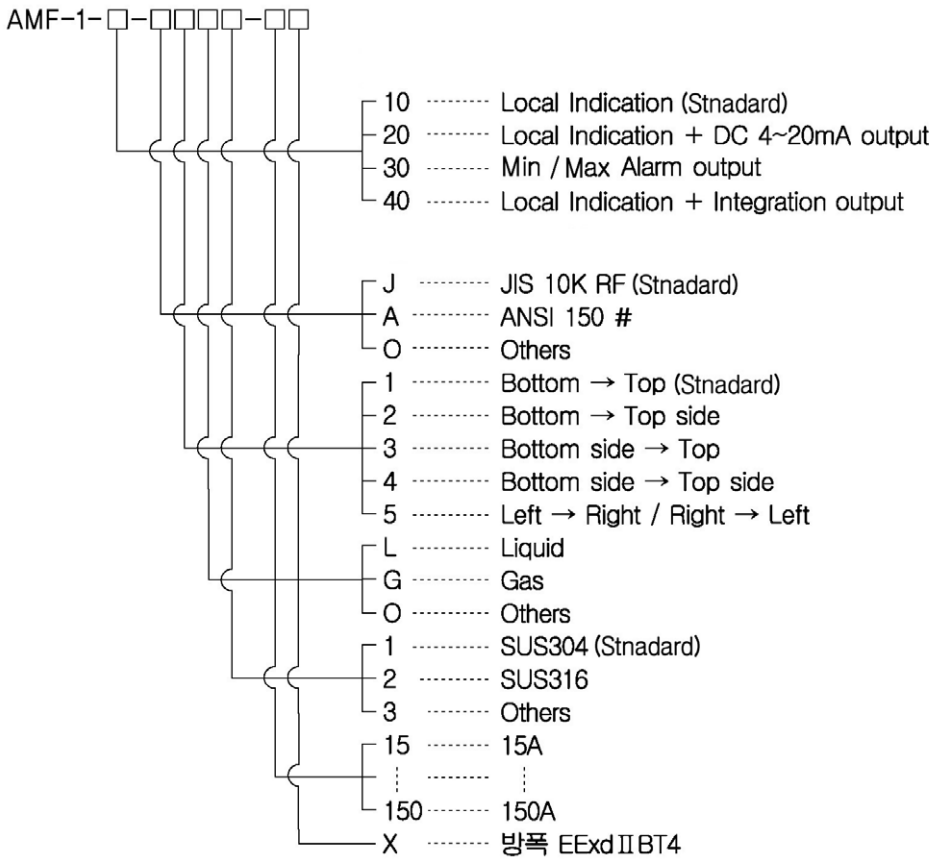 AMF-1-□-□□□□-□□
10 ········ Local Indication (Stnadard)
20 ········ Local Indication + DC 4~20mA output
30 ········ Min / Max Alarm output
40 ········ Local Indication + Integration output
J ········ JIS 10K RF (Stnadard)
A ········ ANSI 150 #
O ········ Others
1 ········ Bottom → Top (Stnadard)
2 ········ Bottom → Top side
3 ········ Bottom side → Top
4 ········ Bottom side → Top side
5 ········ Left → Right / Right → Left
L ········ Liquid
G ········ Gas
O ········ Others
1 ········ SUS304 (Stnadard)
2 ········ SUS316
3 ········ Others
15 ········ 15A
150 ········ 150A
X ········ 방폭 EExdⅡBT4